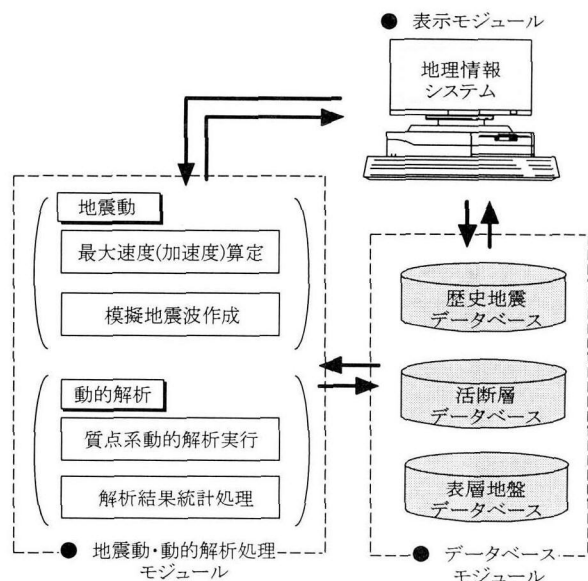 ● 表示モジュール
地理情報
システム
地震動
最大速度(加速度)算定
模擬地震波作成
動的解析
質点系動的解析実行
解析結果統計処理
● 地震動・動的解析処理
モジュール
歴史地震
データベース
活断層
データベース
表層地盤
データベース
● データベース
モジュール